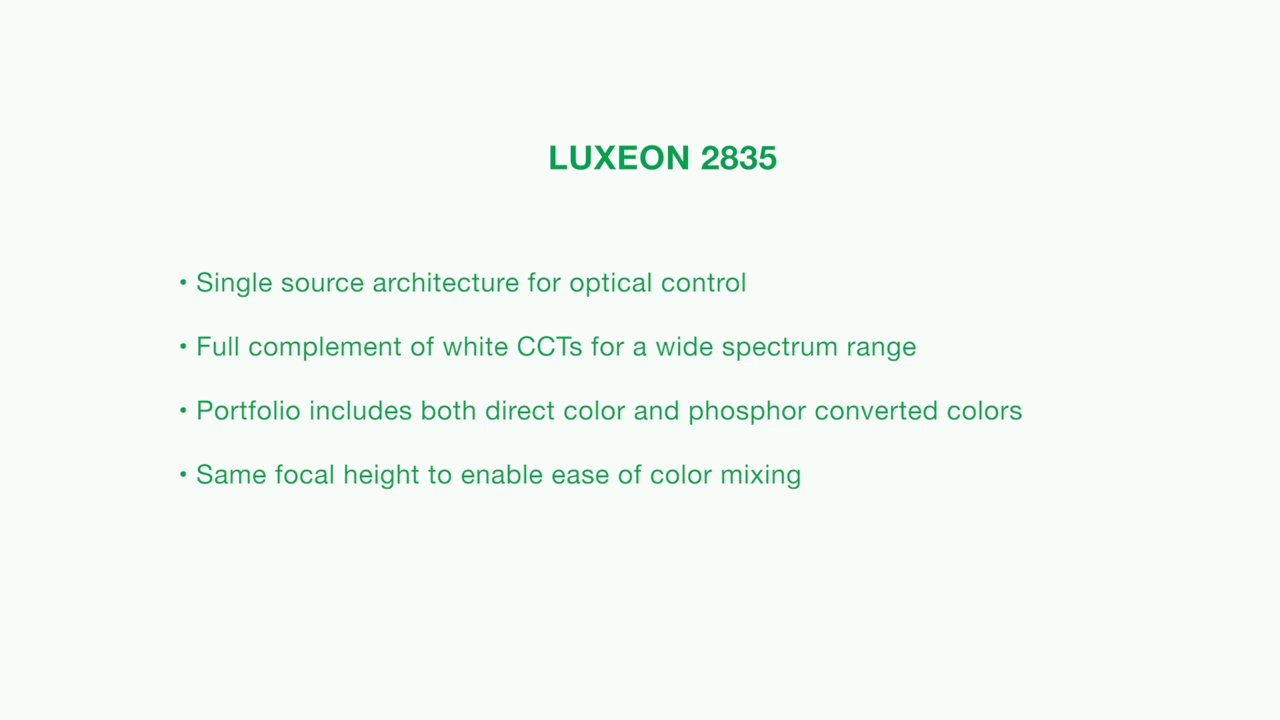 LUXEON 2835
• Single source architecture for optical control
• Full complement of white CCTs for a wide spectrum range
• Portfolio includes both direct color and phosphor converted colors
• Same focal height to enable ease of color mixing